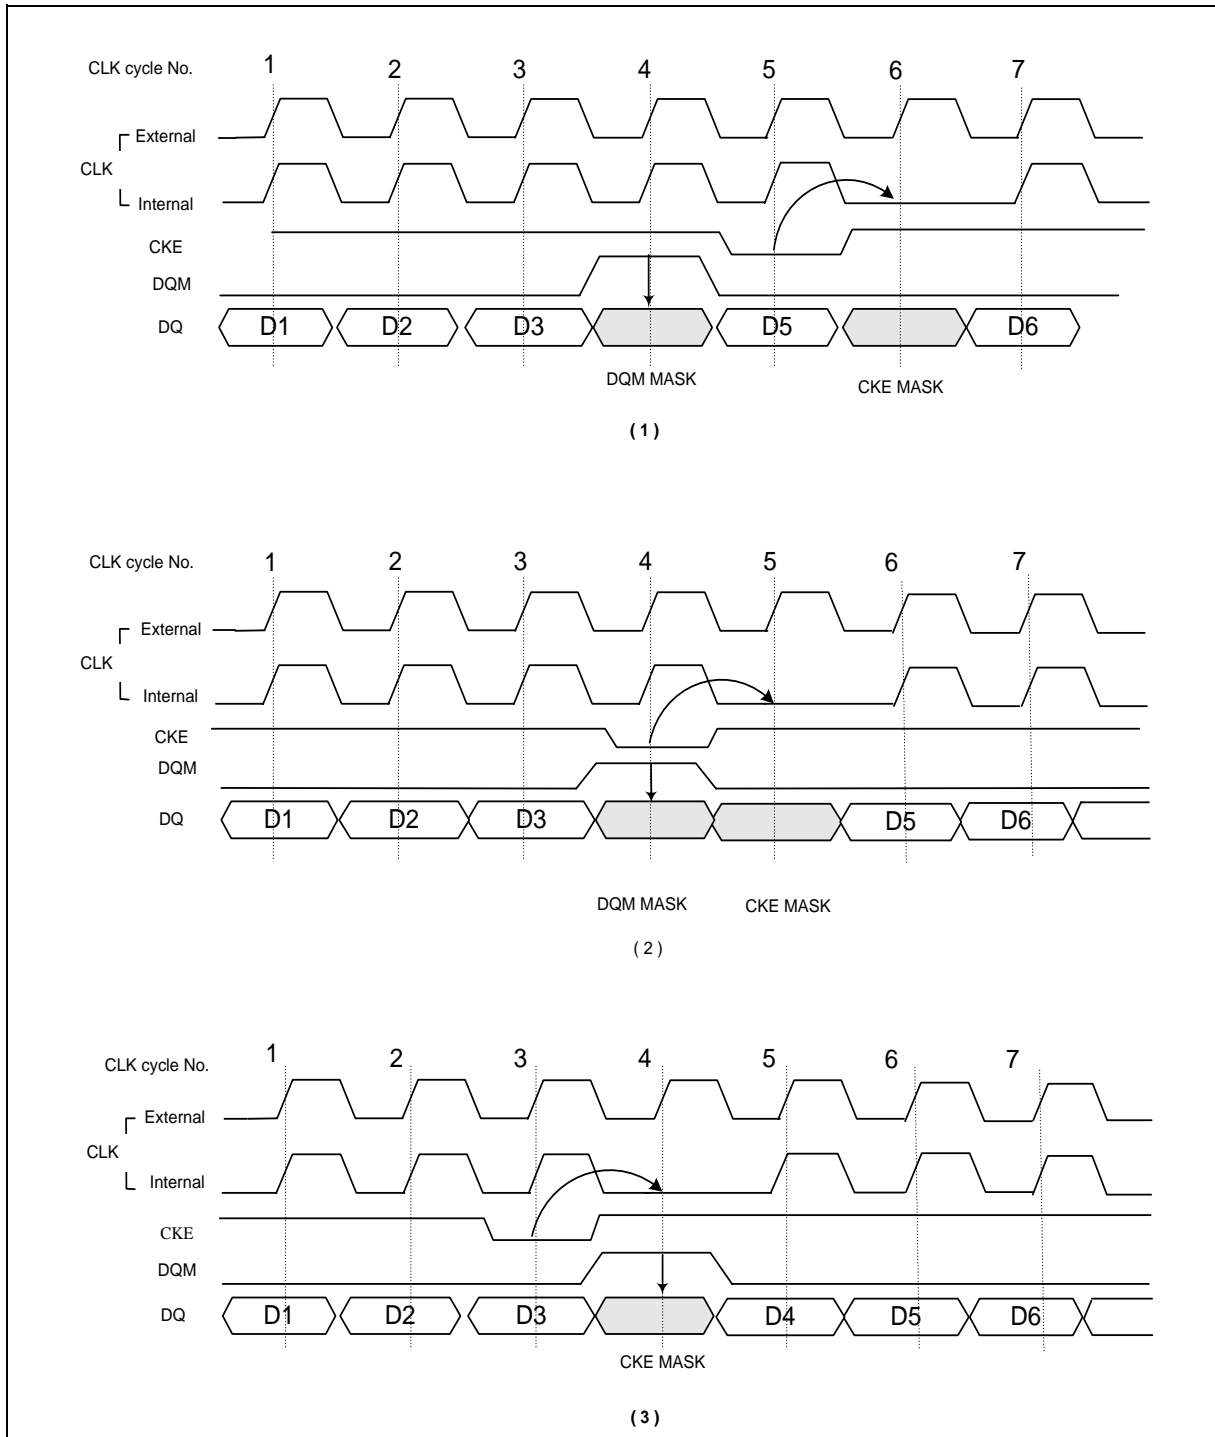 CLK cycle No. 1 2 3 4 5 6 7
External
CLK
Internal
CKE
DQM
DQ D1 D2 D3 D5 D6
DQM MASK CKE MASK
( 1 )
CLK cycle No. 1 2 3 4 5 6 7
External
CLK
Internal
CKE
DQM
DQ D1 D2 D3 D5 D6
DQM MASK CKE MASK
( 2 )
CLK cycle No. 1 2 3 4 5 6 7
External
CLK
Internal
CKE
DQM
DQ D1 D2 D3 D4 D5 D6
CKE MASK
( 3 )